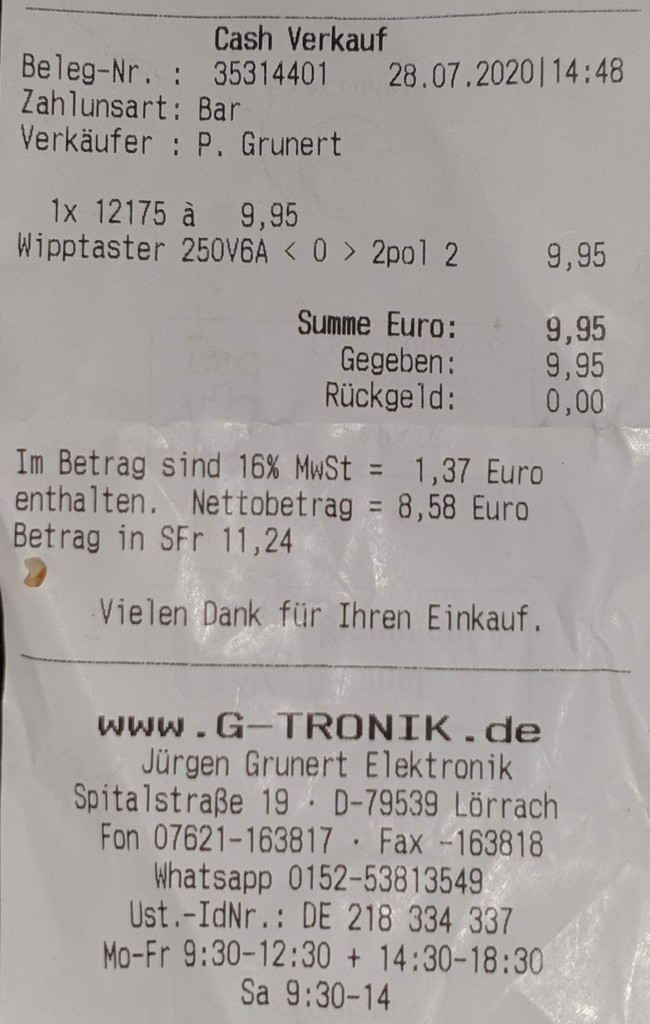 Cash Verkauf
Beleg-Nr. : 35314401 28.07.2020|14:48
Zahlunsart: Bar
Verkäufer : P. Grunert
1x 12175 à 9,95
Wipptaster 250V6A < 0 > 2pol 2 9,95
Summe Euro: 9,95
Gegeben: 9,95
Rückgeld: 0,00
Im Betrag sind 16% MwSt = 1,37 Euro
enthalten. Nettobetrag = 8,58 Euro
Betrag in SFr 11,24
Vielen Dank für Ihren Einkauf.
www.G-TRONIK.de
Jürgen Grunert Elektronik
Spitalstraße 19 · D-79539 Lörrach
Fon 07621-163817 · Fax -163818
Whatsapp 0152-53813549
Ust.-IdNr.: DE 218 334 337
Mo-Fr 9:30-12:30 + 14:30-18:30
Sa 9:30-14